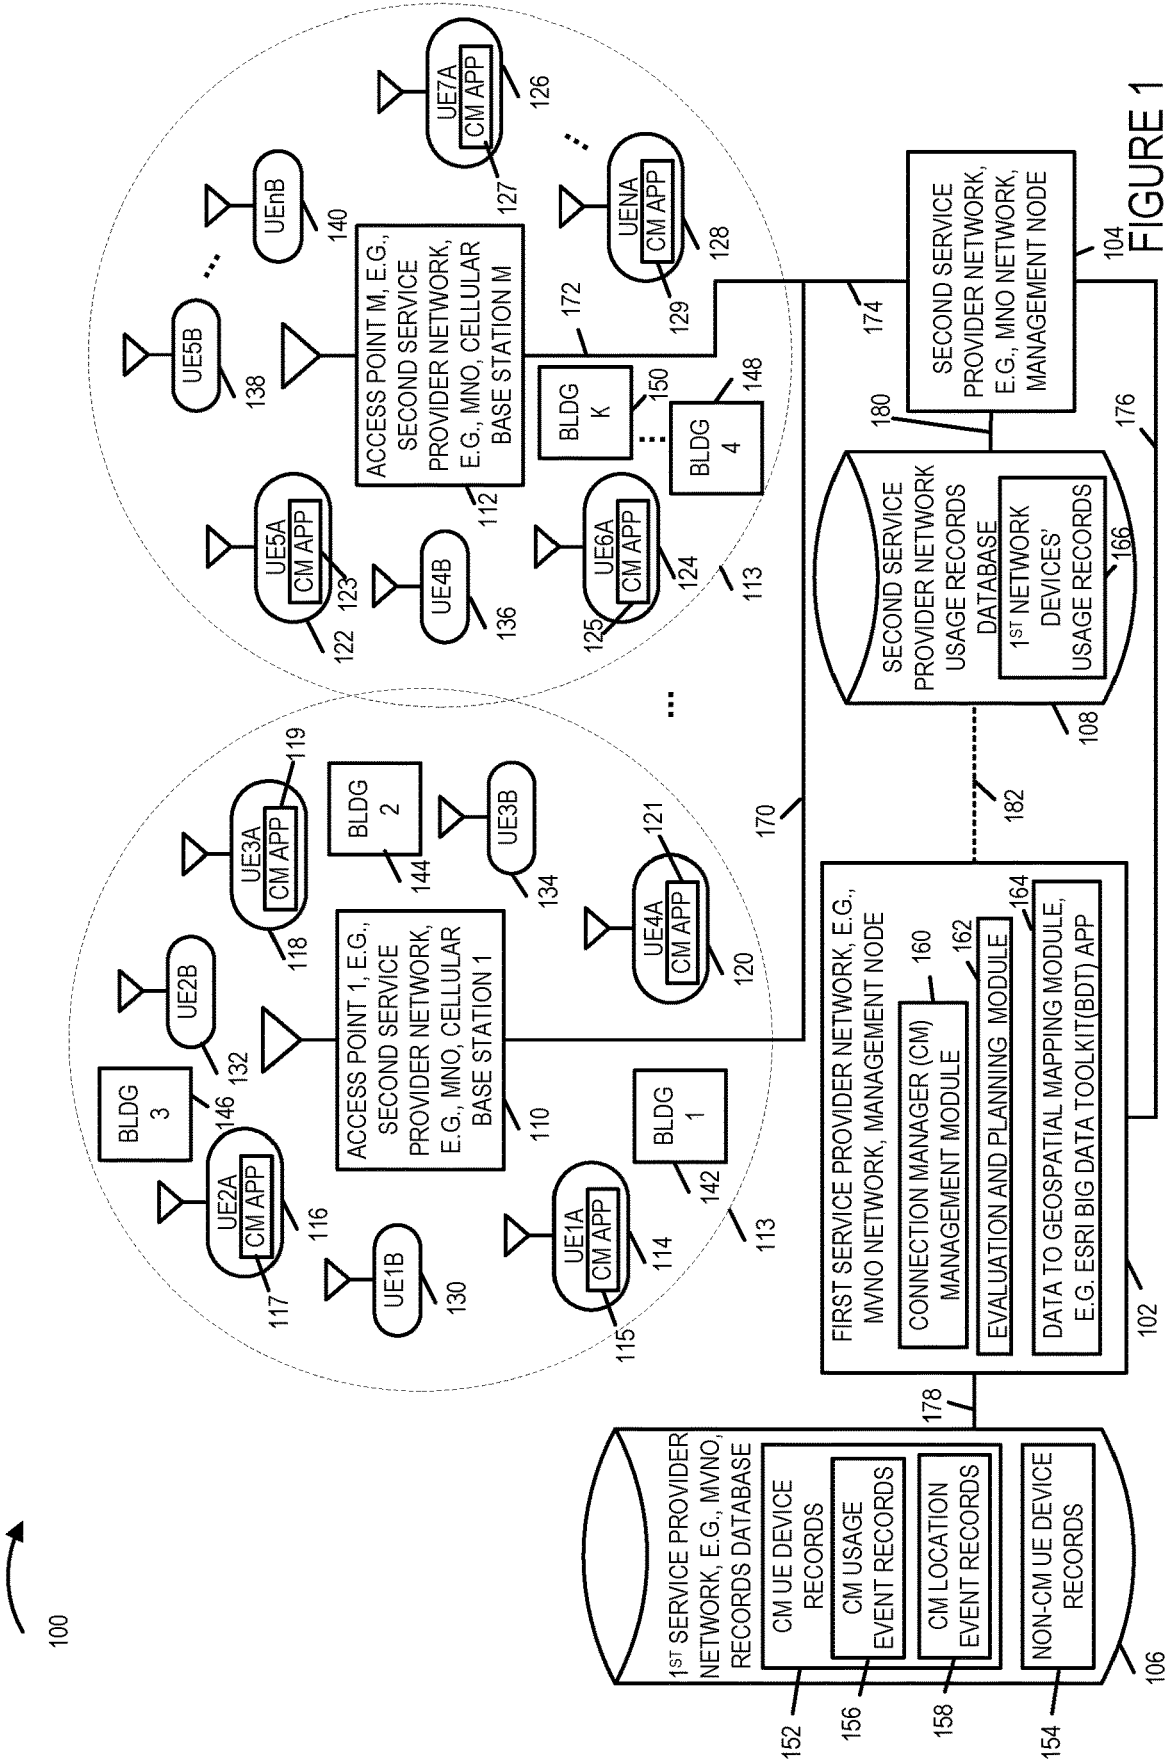 100
BLDG
3
146
UE2B
132
UE2A
CM APP
117
116
UE3A
CM APP
119
118
UE1B
130
ACCESS POINT 1, E.G.,
SECOND SERVICE
PROVIDER NETWORK,
E.G., MNO, CELLULAR
BASE STATION 1
110
BLDG
2
144
UE3B
134
UE1A
CM APP
115
114
BLDG
1
142
UE4A
CM APP
121
120
113
...
UE5B
138
...
UEnB
140
UE5A
CM APP
123
122
UE4B
136
ACCESS POINT M, E.G.,
SECOND SERVICE
PROVIDER NETWORK,
E.G., MNO, CELLULAR
BASE STATION M
112
UE7A
CM APP
127
126
...
UE6A
CM APP
125
124
BLDG
K
150
...
BLDG
4
148
172
UENA
CM APP
129
128
113
170
174
1ST SERVICE PROVIDER
NETWORK, E.G., MVNO,
RECORDS DATABASE
CM UE DEVICE
RECORDS
152
CM USAGE
EVENT RECORDS
156
CM LOCATION
EVENT RECORDS
158
NON-CM UE DEVICE
RECORDS
154
106
178
FIRST SERVICE PROVIDER NETWORK, E.G.,
MVNO NETWORK, MANAGEMENT NODE
CONNECTION MANAGER (CM)
MANAGEMENT MODULE
160
EVALUATION AND PLANNING MODULE
162
DATA TO GEOSPATIAL MAPPING MODULE,
E.G. ESRI BIG DATA TOOLKIT(BDT) APP
164
102
182
SECOND SERVICE
PROVIDER NETWORK
USAGE RECORDS
DATABASE
1ST NETWORK
DEVICES'
USAGE RECORDS
166
108
180
SECOND SERVICE
PROVIDER NETWORK,
E.G., MNO NETWORK,
MANAGEMENT NODE
104
176
FIGURE 1